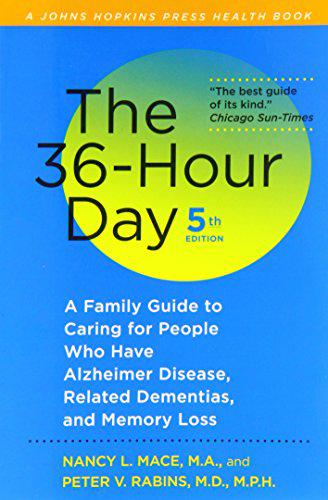 A JOHNS HOPKINS PRESS HEALTH BOOK
“The best guide
of its kind.”
Chicago Sun-Times
The
36-Hour
Day 5th
EDITION
A Family Guide to
Caring for People
Who Have
Alzheimer Disease,
Related Dementias,
and Memory Loss
NANCY L. MACE, M.A., and
PETER V. RABINS, M.D., M.P.H.